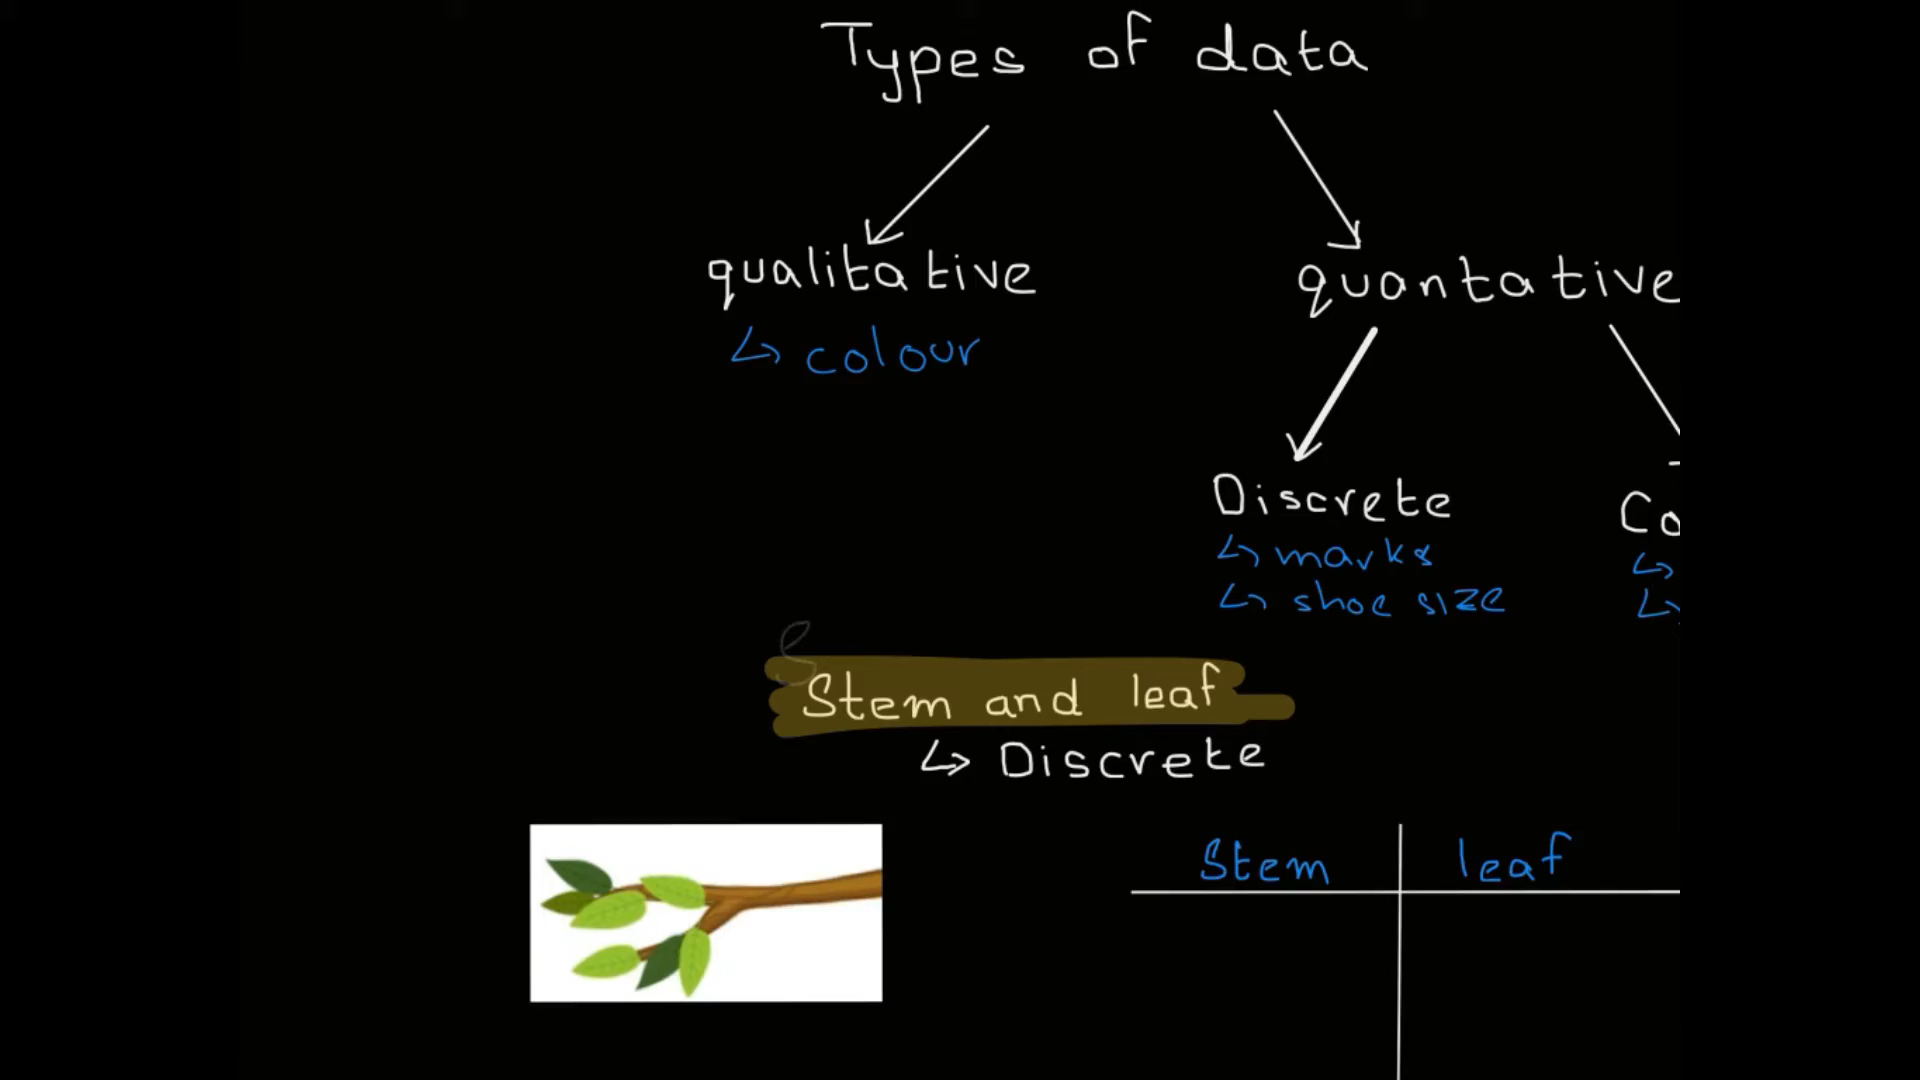 Types of data
qualitative
quantative
↳ colour
Discrete
Co
↳ marks
↳
↳ shoe size
↳
Stem and leaf
↳ Discrete
Stem
leaf